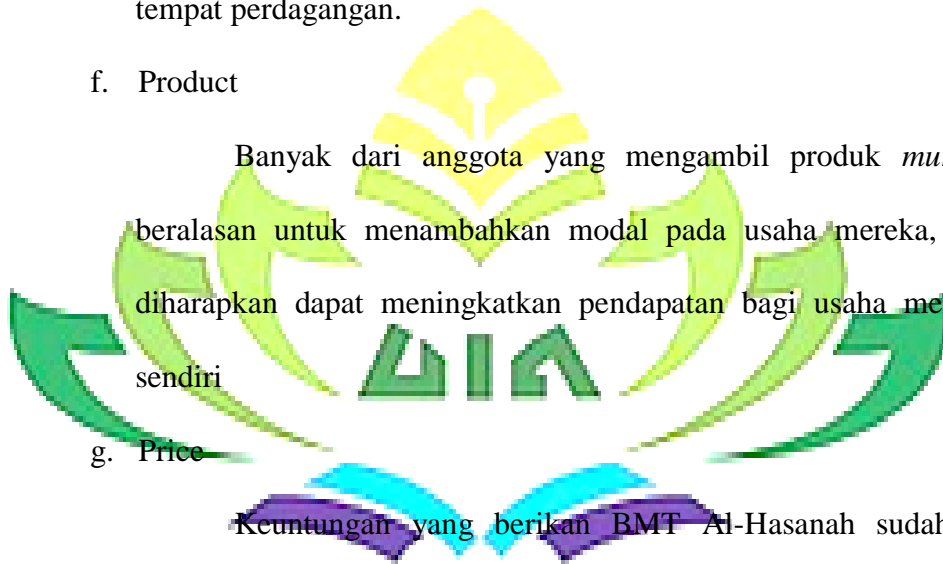 tempat perdagangan.
f. Product
Banyak dari anggota yang mengambil produk
beralasan untuk menambahkan modal pada usaha mereka,
diharapkan dapat meningkatkan pendapatan bagi usaha
sendiri
UIN
g. Price
Keuntungan yang berikan BMT Al-Hasanah sudah